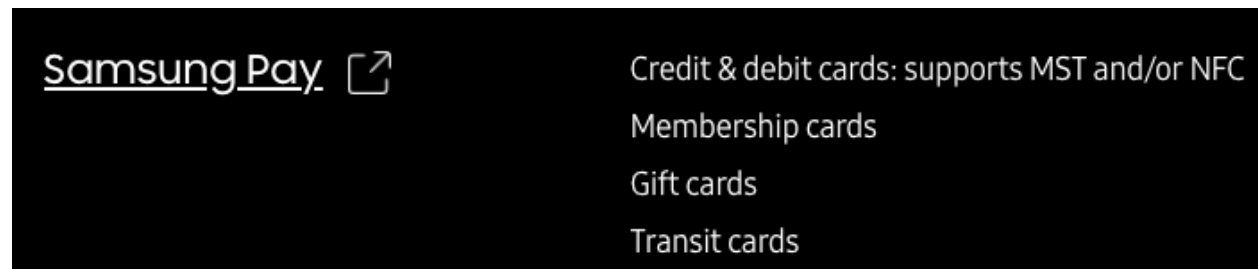 Samsung Pay
Credit & debit cards: supports MST and/or NFC
Membership cards
Gift cards
Transit cards